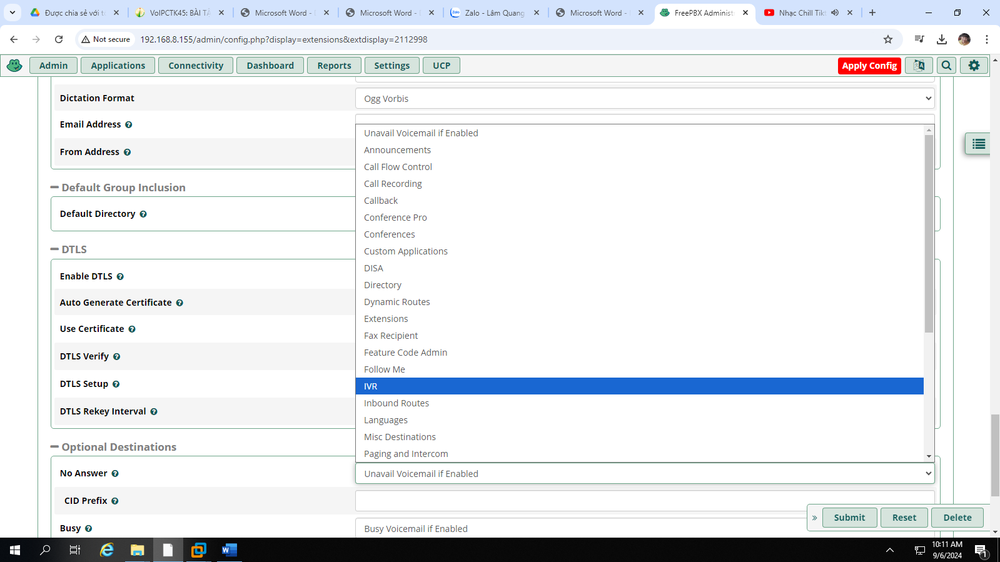 Được chia sẻ với t
VoIPCTK45: BÀI TẬ
Microsoft Word -
Microsoft Word -
Zalo - Lâm Quang
Microsoft Word -
FreePBX Administ
Nhạc Chill Tikt
Not secure
192.168.8.155/admin/config.php?display=extensions&extdisplay=2112998
Admin
Applications
Connectivity
Dashboard
Reports
Settings
UCP
Apply Config
Dictation Format
Ogg Vorbis
Email Address
From Address
Unavail Voicemail if Enabled
Announcements
Call Flow Control
Call Recording
Callback
Conference Pro
Conferences
Custom Applications
DISA
Directory
Dynamic Routes
Extensions
Fax Recipient
Feature Code Admin
Follow Me
IVR
Inbound Routes
Languages
Misc Destinations
Paging and Intercom
Default Group Inclusion
Default Directory
DTLS
Enable DTLS
Auto Generate Certificate
Use Certificate
DTLS Verify
DTLS Setup
DTLS Rekey Interval
Optional Destinations
No Answer
Unavail Voicemail if Enabled
CID Prefix
Busy
Busy Voicemail if Enabled
»
Submit
Reset
Delete
10:11 AM
9/6/2024
1